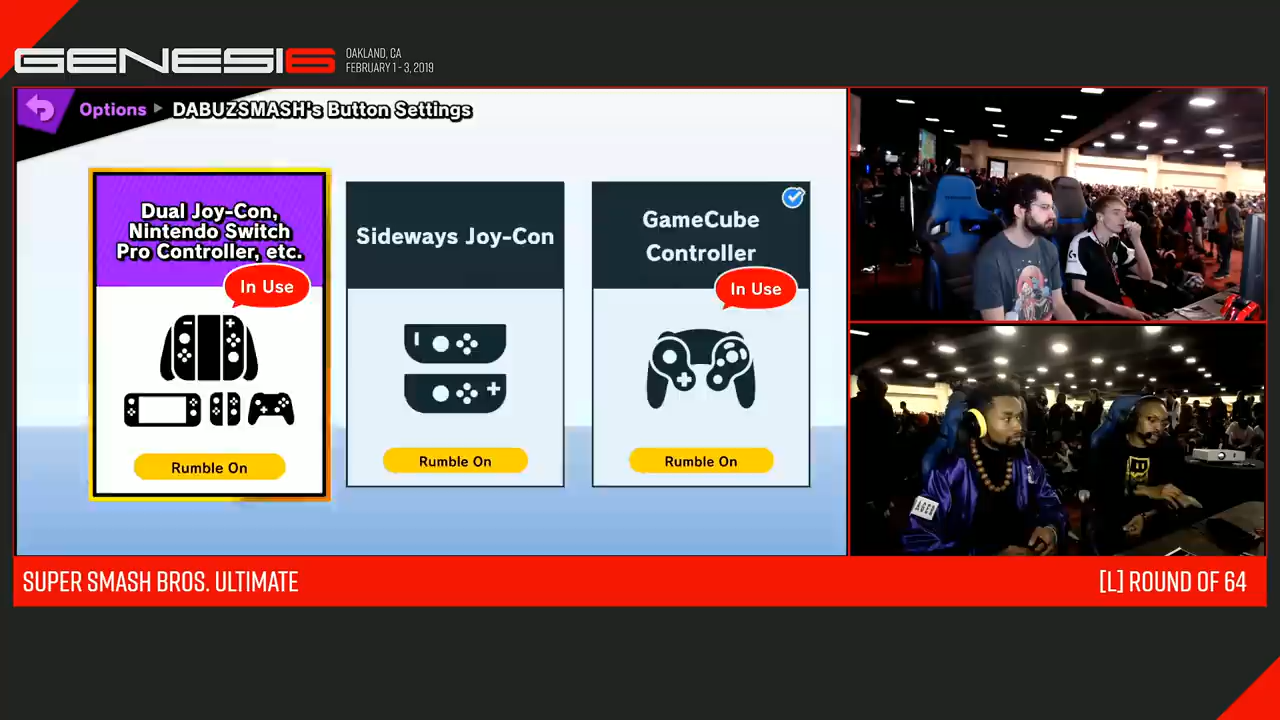 GENESI6
OAKLAND, CA
FEBRUARY 1 - 3, 2019
Options ▸ DABUZSMASH's Button Settings
Dual Joy-Con,
Nintendo Switch
Pro Controller, etc.
In Use
Rumble On
Sideways Joy-Con
Rumble On
GameCube
Controller
In Use
Rumble On
SUPER SMASH BROS. ULTIMATE
[L] ROUND OF 64